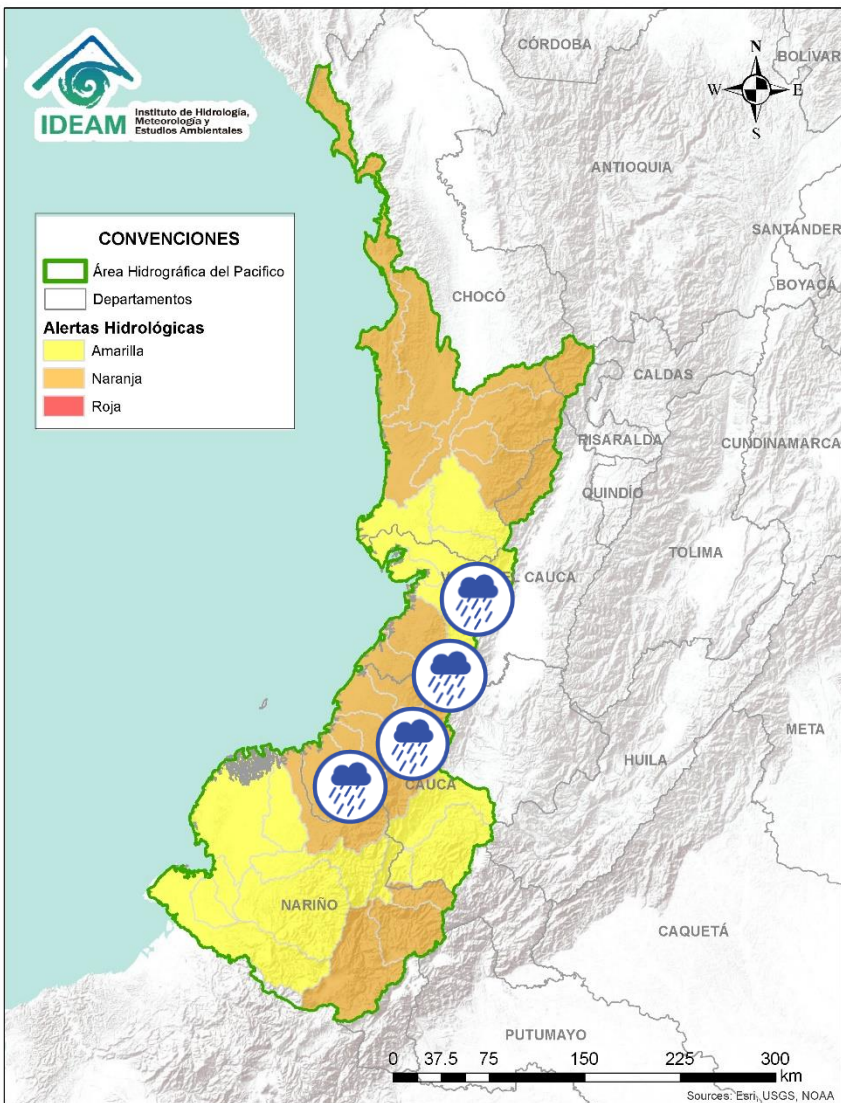 CÓRDOBA
BOLÍVAR
N
W
E
S
IDEAM
Instituto de Hidrología,
Meteorología y
Estudios Ambientales
ANTIOQUIA
SANTANDER
BOYACÁ
CONVENCIONES
Área Hidrográfica del Pacifico
Departamentos
Alertas Hidrológicas
Amarilla
Naranja
Roja
CHOCÓ
CALDAS
RISARALDA
CUNDINAMARCA
QUINDÍO
TOLIMA
EL CAUCA
META
HUILA
CAUCA
NARIÑO
CAQUETÁ
PUTUMAYO
0 37.5 75 150 225 300
km
Sources: Esri, USGS, NOAA